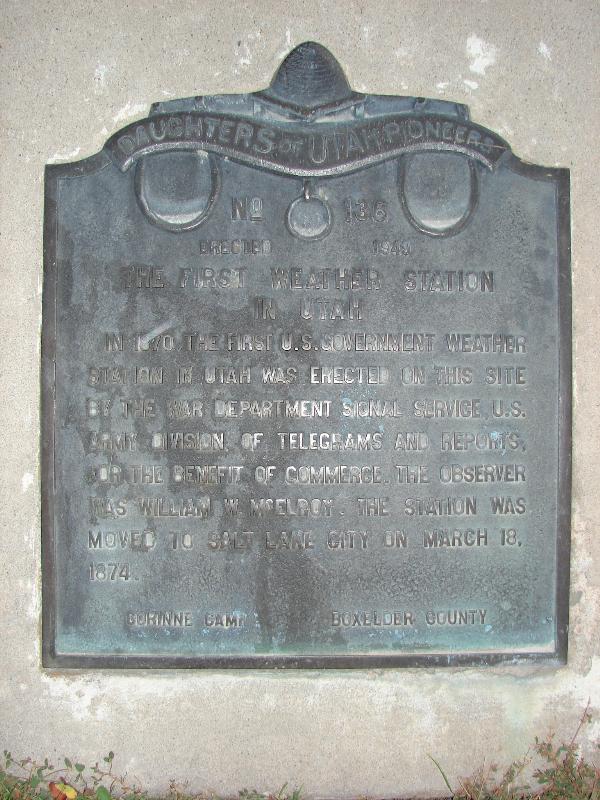 DAUGHTERS OF UTAH PIONEERS
No 136
ERECTED 1949
THE FIRST WEATHER STATION
IN UTAH
IN 1870 THE FIRST U.S. GOVERNMENT WEATHER
STATION IN UTAH WAS ERECTED ON THIS SITE
BY THE WAR DEPARTMENT SIGNAL SERVICE, U.S.
ARMY DIVISION, OF TELEGRAMS AND REPORTS,
FOR THE BENEFIT OF COMMERCE. THE OBSERVER
WAS WILLIAM W. McELROY. THE STATION WAS
MOVED TO SALT LAKE CITY ON MARCH 18,
1874.
CORINNE CAMP BOXELDER COUNTY